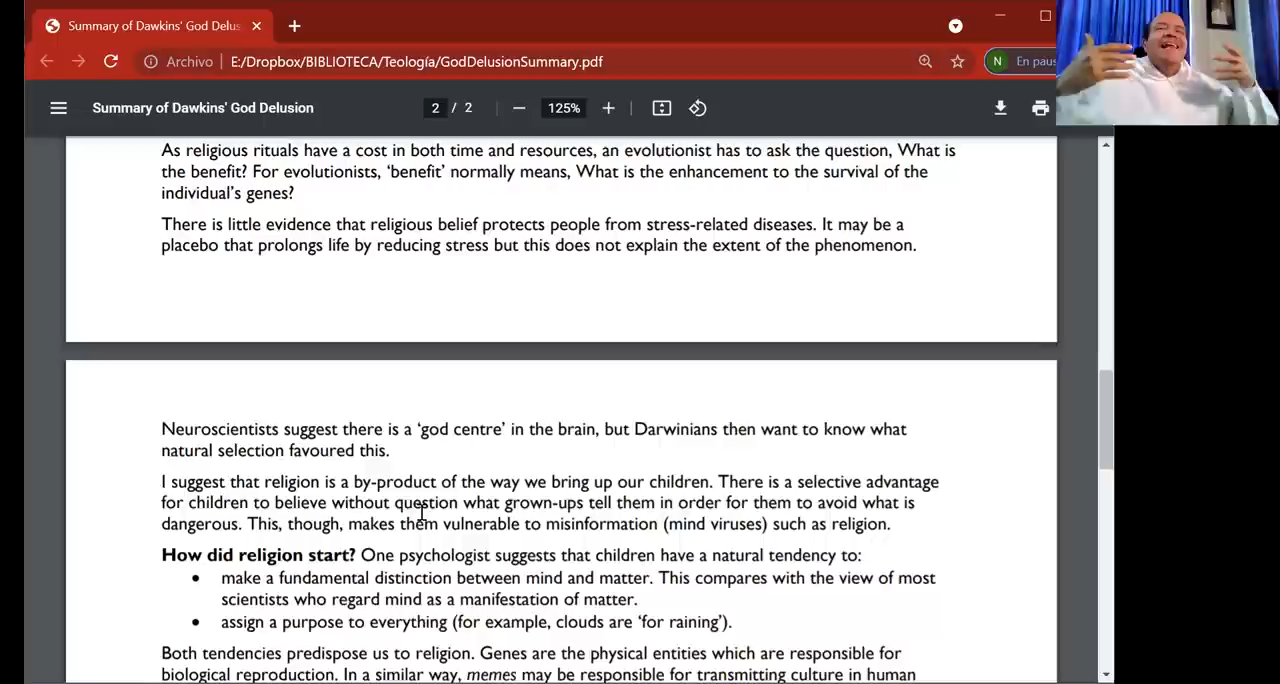 Summary of Dawkins' God Delus
Archivo
E:/Dropbox/BIBLIOTECA/Teología/GodDelusionSummary.pdf
N
En paus
Summary of Dawkins' God Delusion
2 / 2
125%
As religious rituals have a cost in both time and resources, an evolutionist has to ask the question, What is
the benefit? For evolutionists, ‘benefit’ normally means, What is the enhancement to the survival of the
individual’s genes?
There is little evidence that religious belief protects people from stress-related diseases. It may be a
placebo that prolongs life by reducing stress but this does not explain the extent of the phenomenon.
Neuroscientists suggest there is a ‘god centre’ in the brain, but Darwinians then want to know what
natural selection favoured this.
I suggest that religion is a by-product of the way we bring up our children. There is a selective advantage
for children to believe without question what grown-ups tell them in order for them to avoid what is
dangerous. This, though, makes them vulnerable to misinformation (mind viruses) such as religion.
How did religion start? One psychologist suggests that children have a natural tendency to:
• make a fundamental distinction between mind and matter. This compares with the view of most
scientists who regard mind as a manifestation of matter.
• assign a purpose to everything (for example, clouds are ‘for raining’).
Both tendencies predispose us to religion. Genes are the physical entities which are responsible for
biological reproduction. In a similar way, memes may be responsible for transmitting culture in human